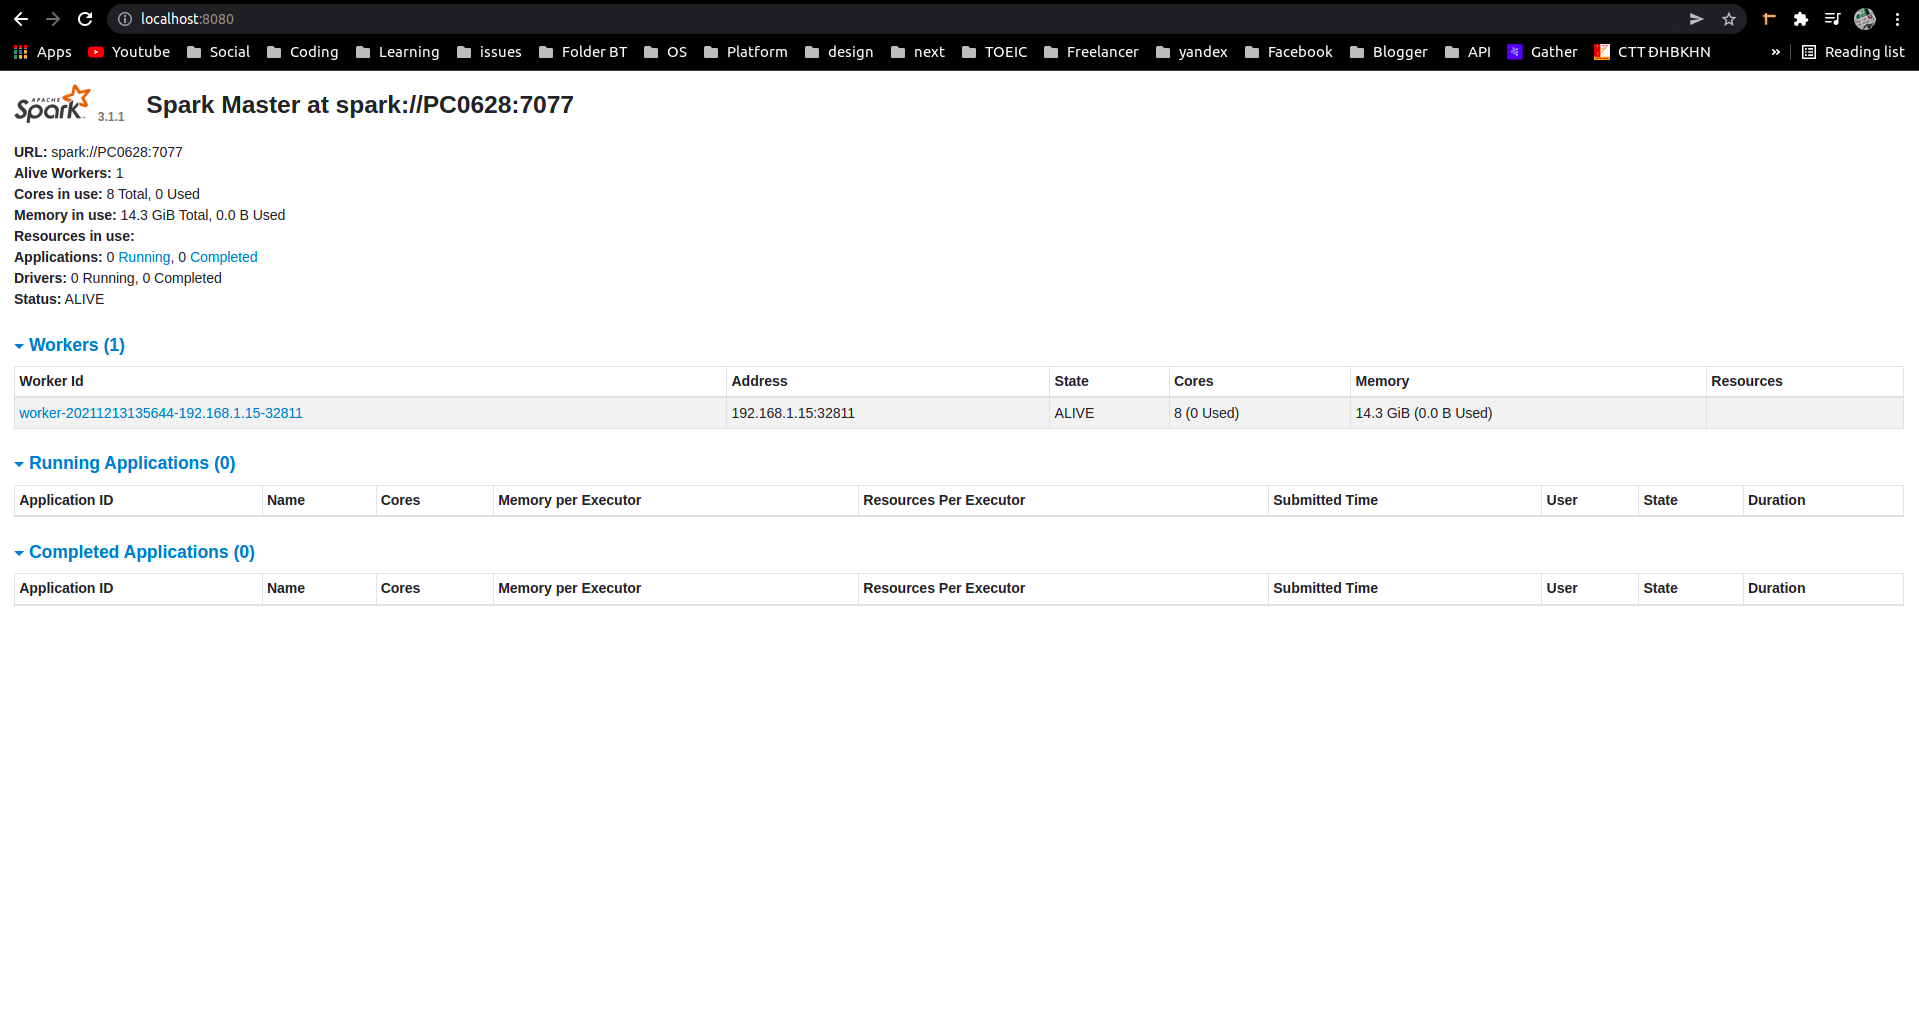 localhost:8080
Apps Youtube Social Coding Learning issues Folder BT OS Platform design next TOEIC Freelancer yandex Facebook Blogger API Gather CTT ĐHBKHN » Reading list
APACHE Spark 3.1.1 Spark Master at spark://PC0628:7077
URL: spark://PC0628:7077
Alive Workers: 1
Cores in use: 8 Total, 0 Used
Memory in use: 14.3 GiB Total, 0.0 B Used
Resources in use:
Applications: 0 Running, 0 Completed
Drivers: 0 Running, 0 Completed
Status: ALIVE
Workers (1)
Worker Id Address State Cores Memory Resources
worker-20211213135644-192.168.1.15-32811 192.168.1.15:32811 ALIVE 8 (0 Used) 14.3 GiB (0.0 B Used)
Running Applications (0)
Application ID Name Cores Memory per Executor Resources Per Executor Submitted Time User State Duration
Completed Applications (0)
Application ID Name Cores Memory per Executor Resources Per Executor Submitted Time User State Duration